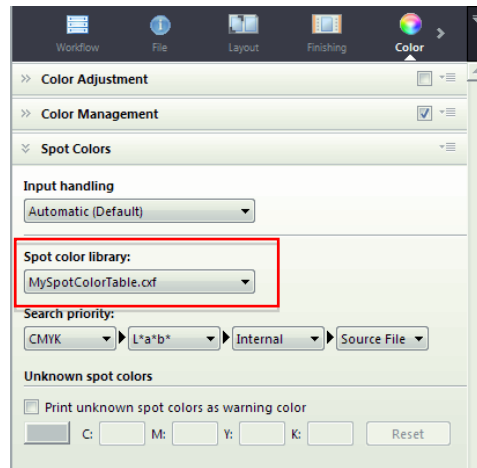 Workflow File Layout Finishing Color
Color Adjustment
Color Management
Spot Colors
Input handling
Automatic (Default)
Spot color library:
MySpotColorTable.cxf
Search priority:
CMYK L*a*b* Internal Source File
Unknown spot colors
Print unknown spot colors as warning color
C: M: Y: K: Reset